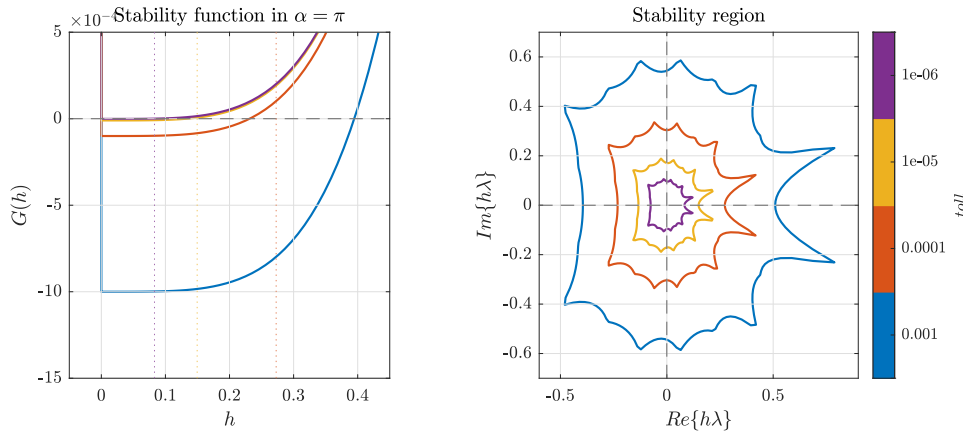 ×10⁻⁴
Stability function in α = π
5
0
-5
-10
-15
0
0.1
0.2
0.3
0.4
h
G(h)
Stability region
0.6
0.4
0.2
0
-0.2
-0.4
-0.6
-0.5
0
0.5
Re{hλ}
Im{hλ}
1e-06
1e-05
0.0001
0.001
toll